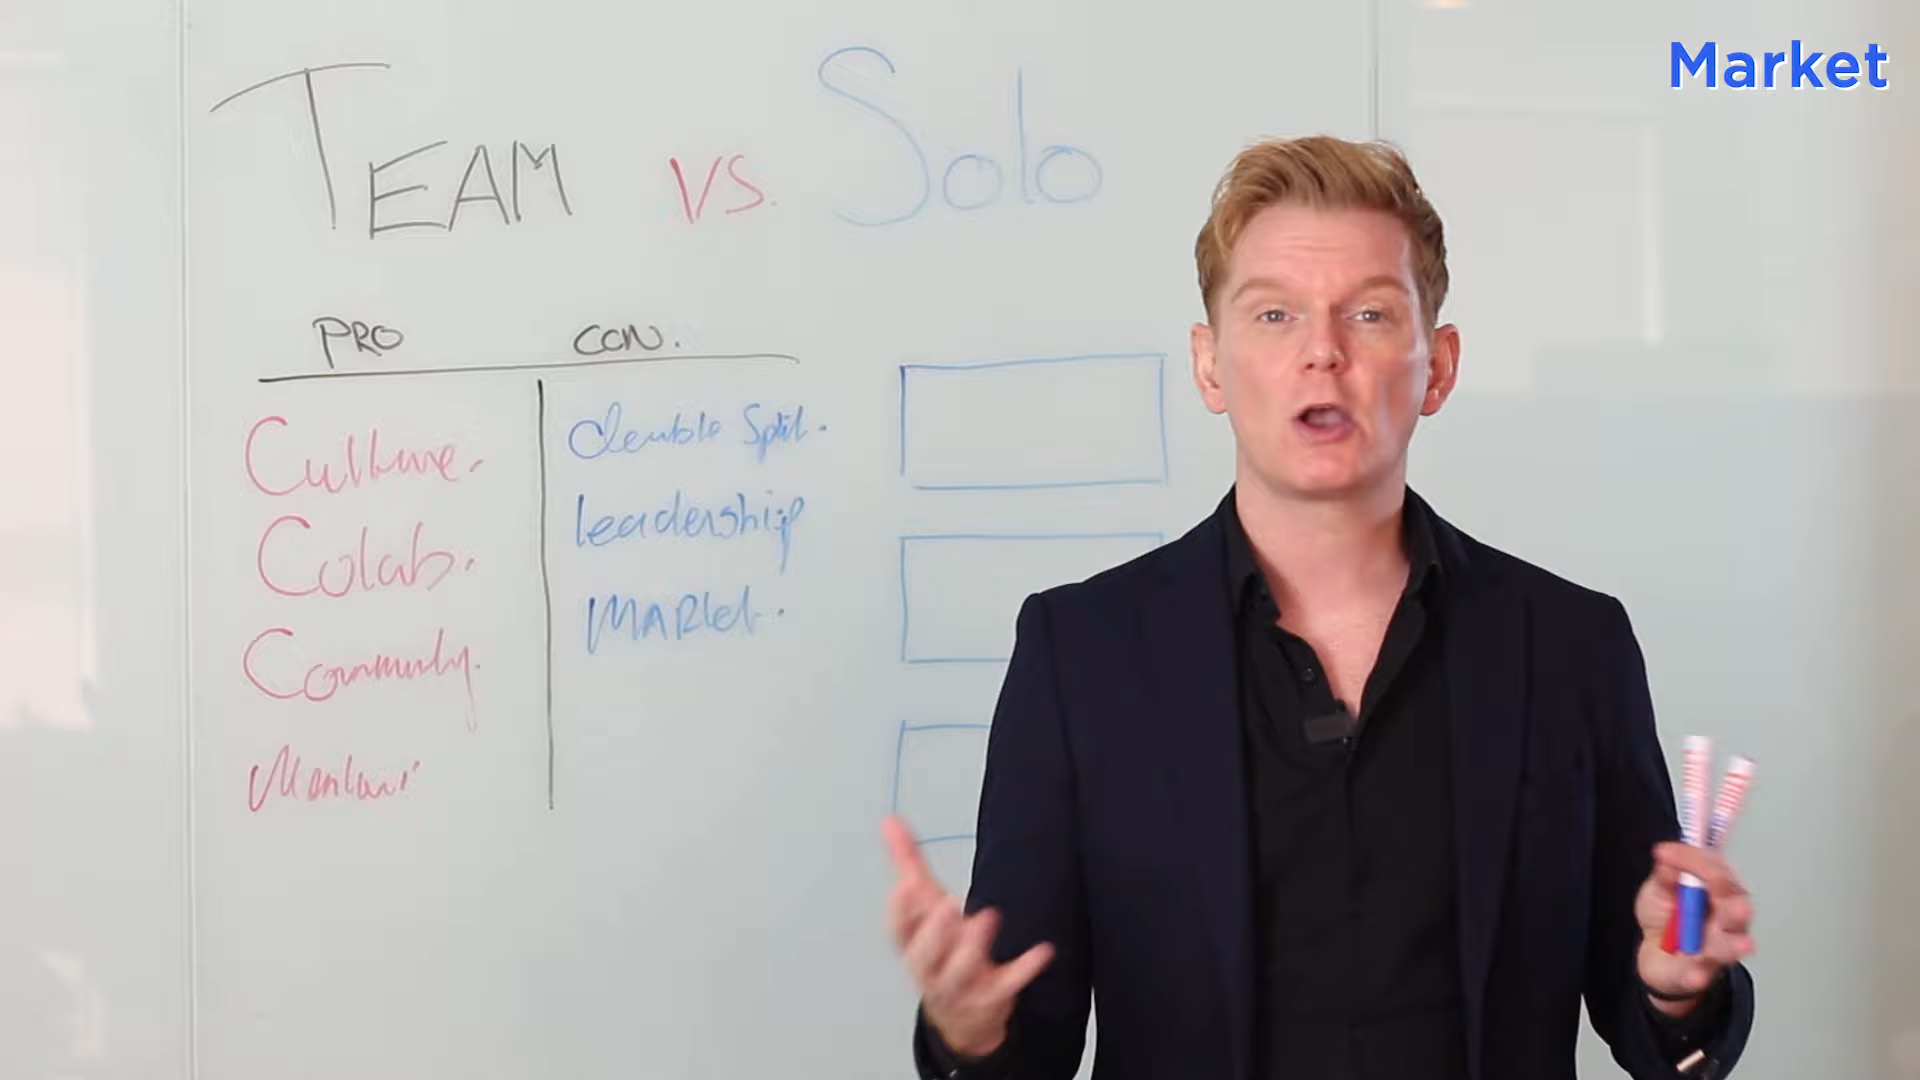 Market
TEAM vs. Solo
PRO
CON.
Culture.
Colab.
Community.
double Split.
leadership
MARket.